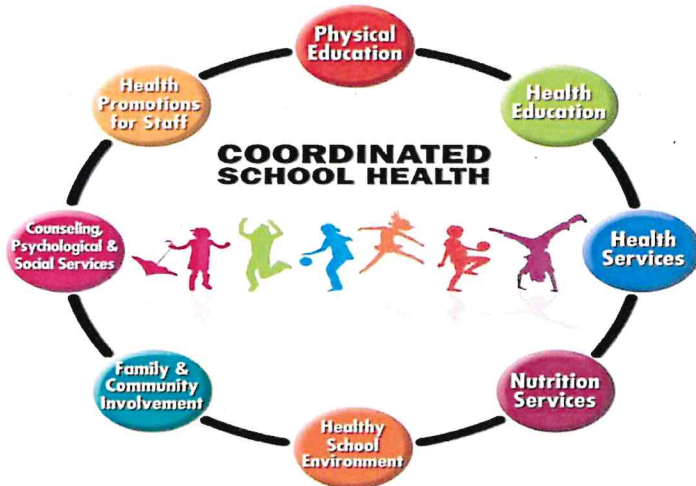 Physical
Education
Health
Education
Health
Services
Nutrition
Services
Healthy
School
Environment
Family &
Community
Involvement
Counseling,
Psychological &
Social Services
Health
Promotions
for Staff
COORDINATED
SCHOOL HEALTH